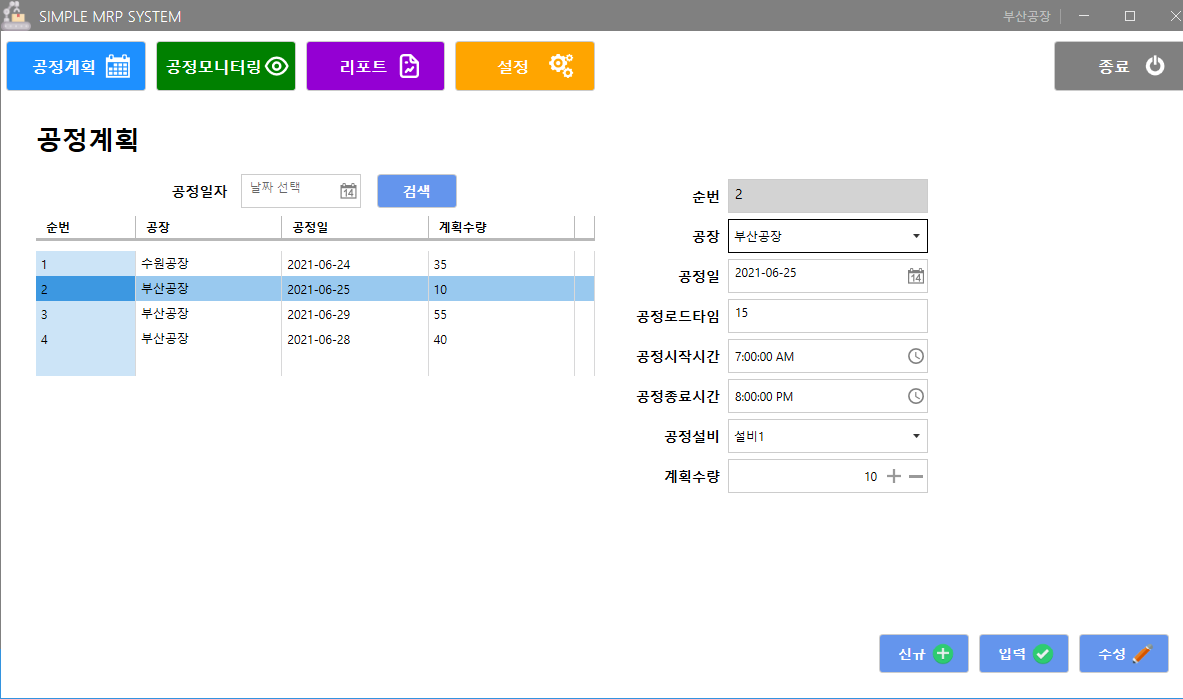 SIMPLE MRP SYSTEM 부산공장
공정계획 공정모니터링 리포트 설정 종료
공정계획
공정일자 날짜 선택 14 검색
순번 공장 공정일 계획수량
1 수원공장 2021-06-24 35
2 부산공장 2021-06-25 10
3 부산공장 2021-06-29 55
4 부산공장 2021-06-28 40
순번 2
공장 부산공장
공정일 2021-06-25 14
공정로드타임 15
공정시작시간 7:00:00 AM
공정종료시간 8:00:00 PM
공정설비 설비1
계획수량 10
신규 입력 수성